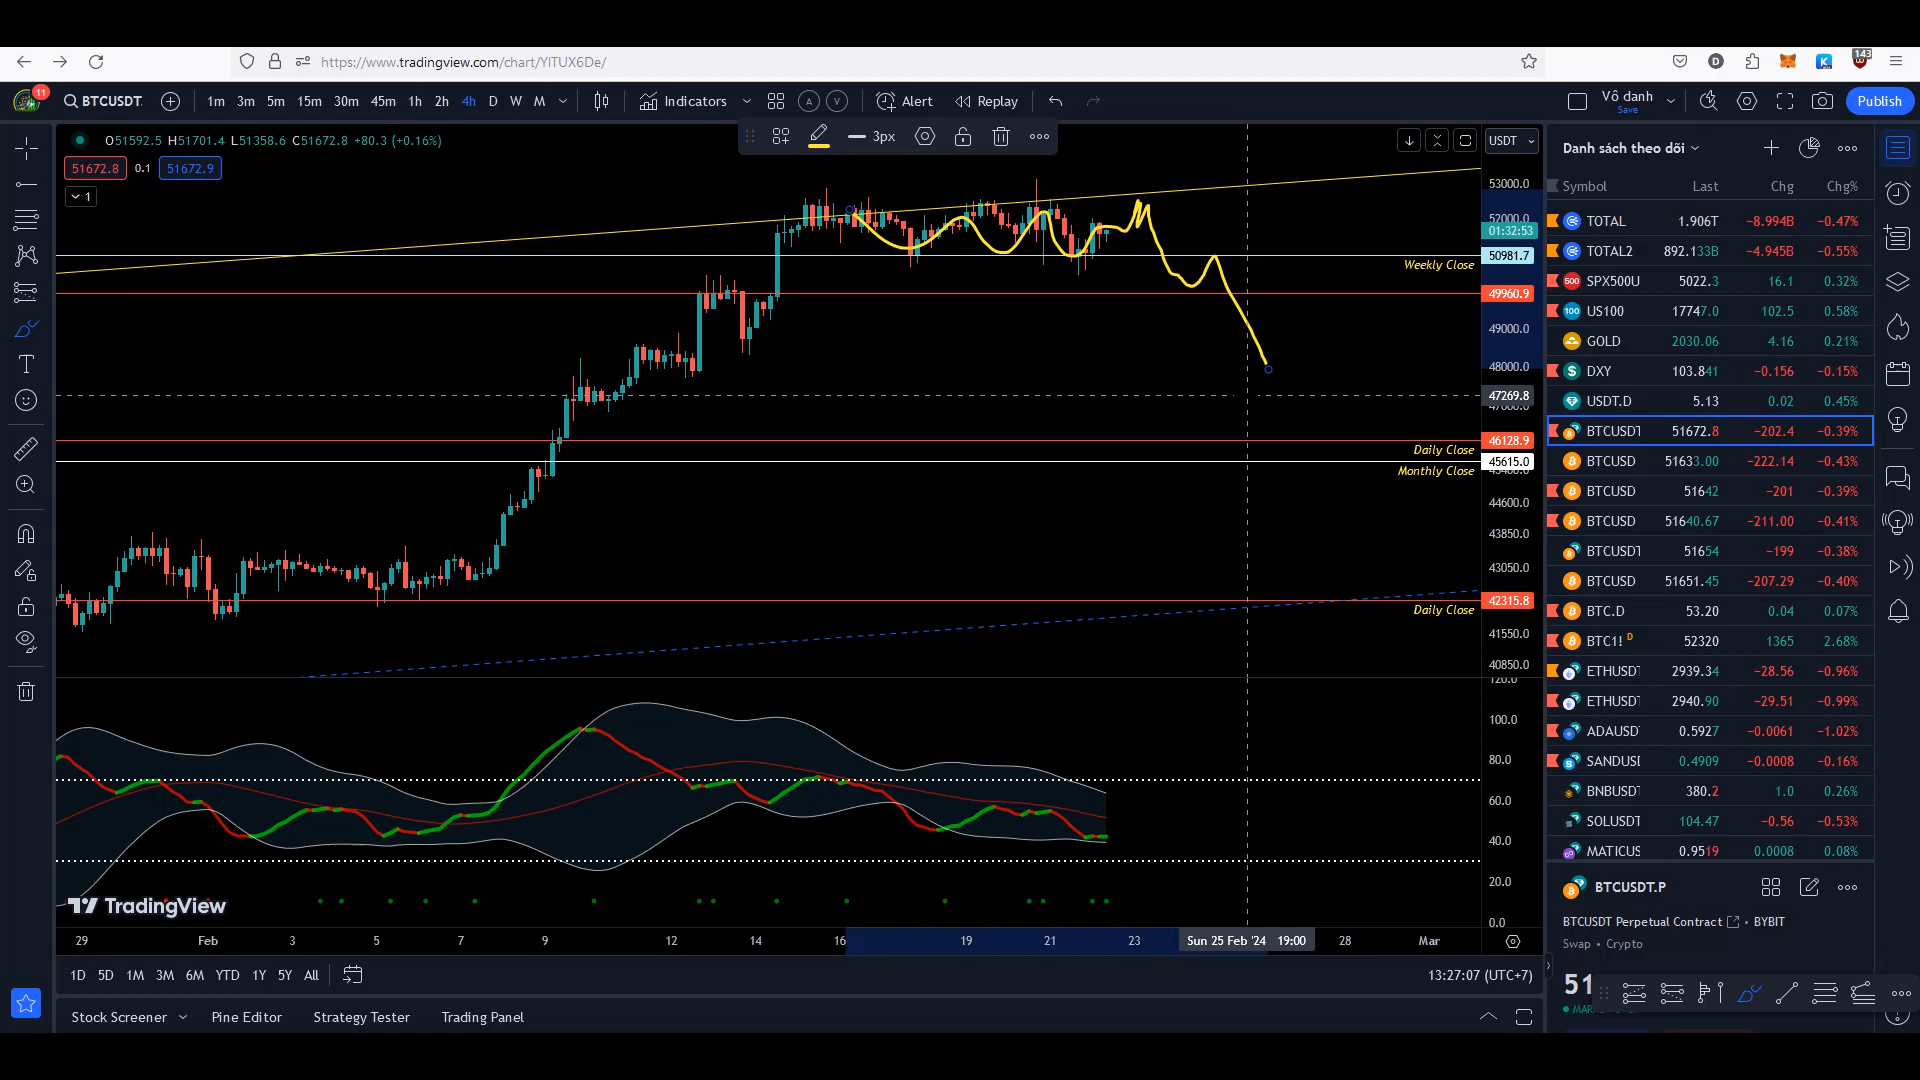 143
https://www.tradingview.com/chart/YITUX6De/
11
BTCUSDT.
1m 3m 5m 15m 30m 45m 1h 2h 4h D W M
Indicators
A V
Alert
Replay
Vô danh
Save
Publish
O51592.5 H51701.4 L51358.6 C51672.8 +80.3 (+0.16%)
3px
51672.8 0.1 51672.9
1
USDT
53000.0
52000.0
01:32:53
50981.7
Weekly Close
49960.9
49000.0
48000.0
47269.8
47000.0
46128.9
Daily Close
45615.0
Monthly Close
44600.0
43850.0
43050.0
42315.8
Daily Close
41550.0
40850.0
120.0
100.0
80.0
60.0
40.0
20.0
0.0
TradingView
29 Feb 3 5 7 9 12 14 16 19 21 23 Sun 25 Feb '24 19:00 28 Mar
1D 5D 1M 3M 6M YTD 1Y 5Y All
13:27:07 (UTC+7)
Stock Screener Pine Editor Strategy Tester Trading Panel
Danh sách theo dõi
Symbol Last Chg Chg%
TOTAL 1.906T −8.994B −0.47%
TOTAL2 892.133B −4.945B −0.55%
500 SPX500U 5022.3 16.1 0.32%
100 US100 17747.0 102.5 0.58%
GOLD 2030.06 4.16 0.21%
DXY 103.841 −0.156 −0.15%
USDT.D 5.13 0.02 0.45%
BTCUSDT 51672.8 −202.4 −0.39%
BTCUSD 51633.00 −222.14 −0.43%
BTCUSD 51642 −201 −0.39%
BTCUSD 51640.67 −211.00 −0.41%
BTCUSDT 51654 −199 −0.38%
BTCUSD 51651.45 −207.29 −0.40%
BTC.D 53.20 0.04 0.07%
BTC1! D 52320 1365 2.68%
ETHUSDT 2939.34 −28.56 −0.96%
ETHUSDT 2940.90 −29.51 −0.99%
ADAUSD 0.5927 −0.0061 −1.02%
SANDUSI 0.4909 −0.0008 −0.16%
BNBUSDT 380.2 1.0 0.26%
SOLUSDT 104.47 −0.56 −0.53%
MATICUS 0.9519 0.0008 0.08%
BTCUSDT.P
BTCUSDT Perpetual Contract • BYBIT
Swap • Crypto
51